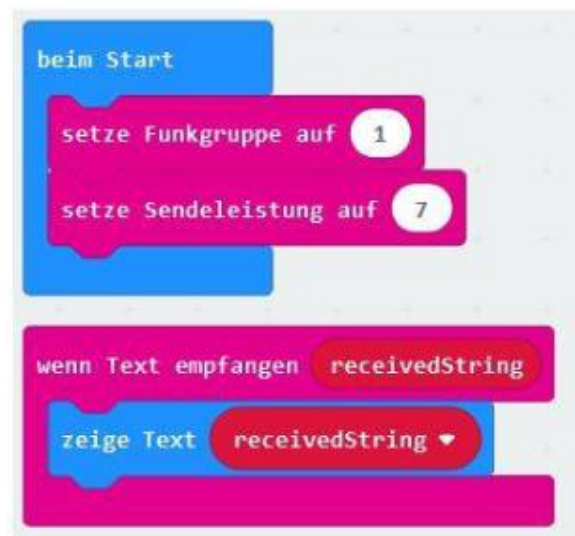 beim Start
setze Funkgruppe auf 1
setze Sendeleistung auf 7
wenn Text empfangen receivedString
zeige Text receivedString